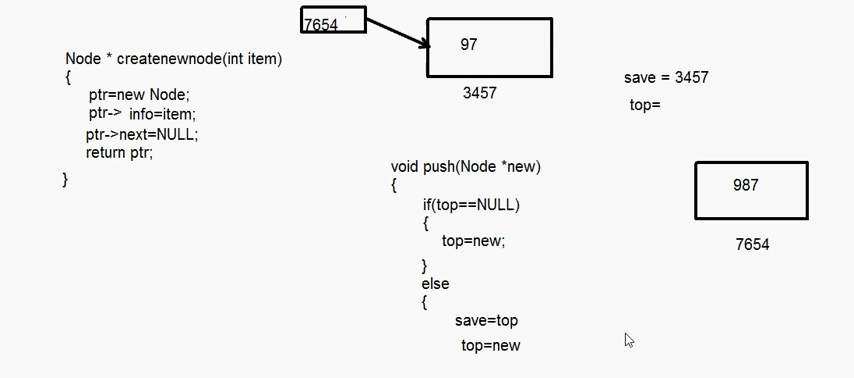 7654
97
3457
Node * createnewnode(int item)
{
ptr=new Node;
ptr-> info=item;
ptr->next=NULL;
return ptr;
}
save = 3457
top=
void push(Node *new)
{
if(top==NULL)
{
top=new;
}
else
{
save=top
top=new
987
7654